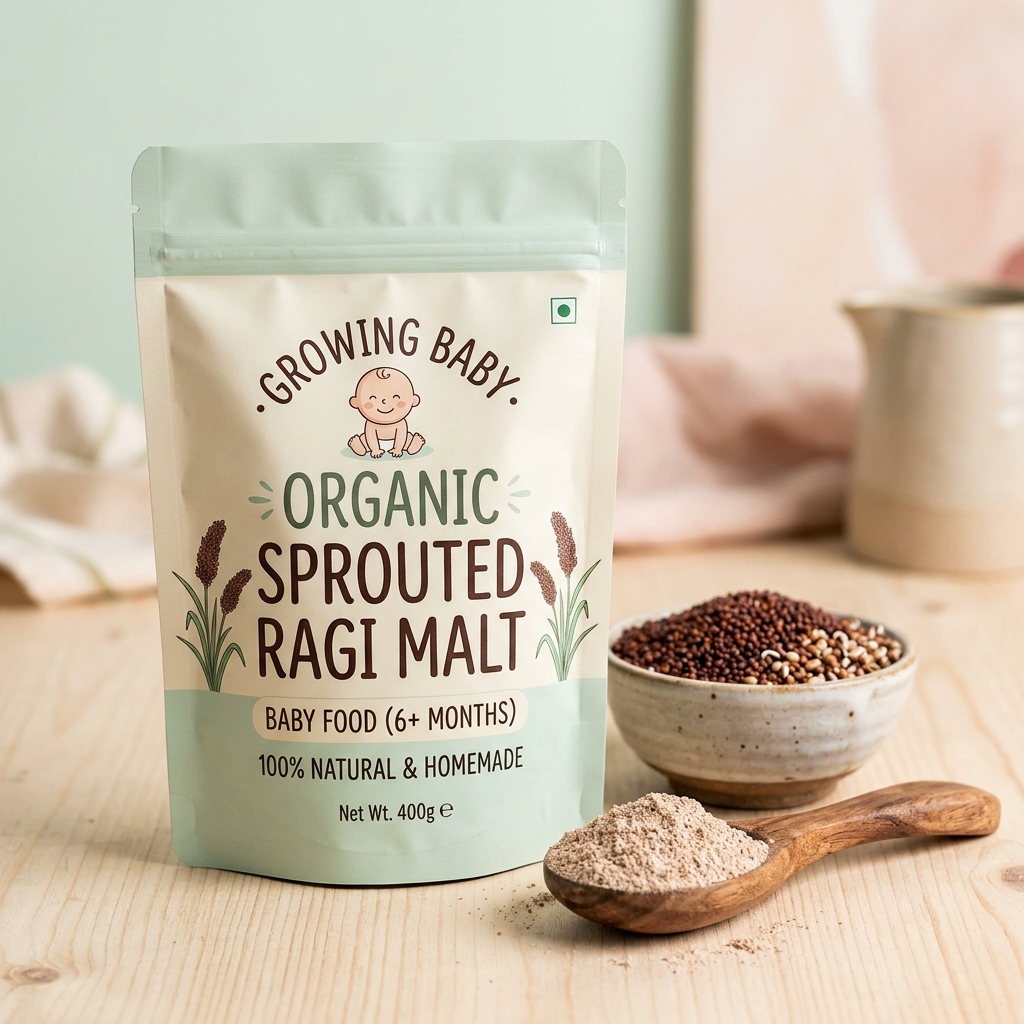 ·GROWING BABY·
ORGANIC
SPROUTED
RAGI MALT
BABY FOOD (6+ MONTHS)
100% NATURAL & HOMEMADE
Net Wt. 400g ℮